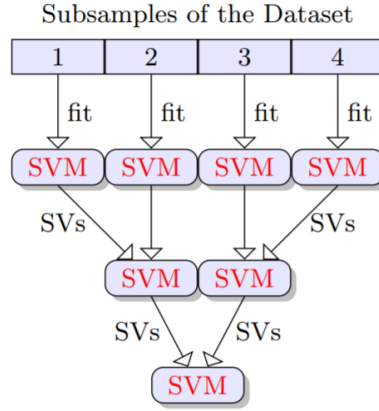 Subsamples of the Dataset
1 2 3 4
fit fit fit fit
SVM SVM SVM SVM
SVs SVs
SVM SVM
SVs SVs
SVM